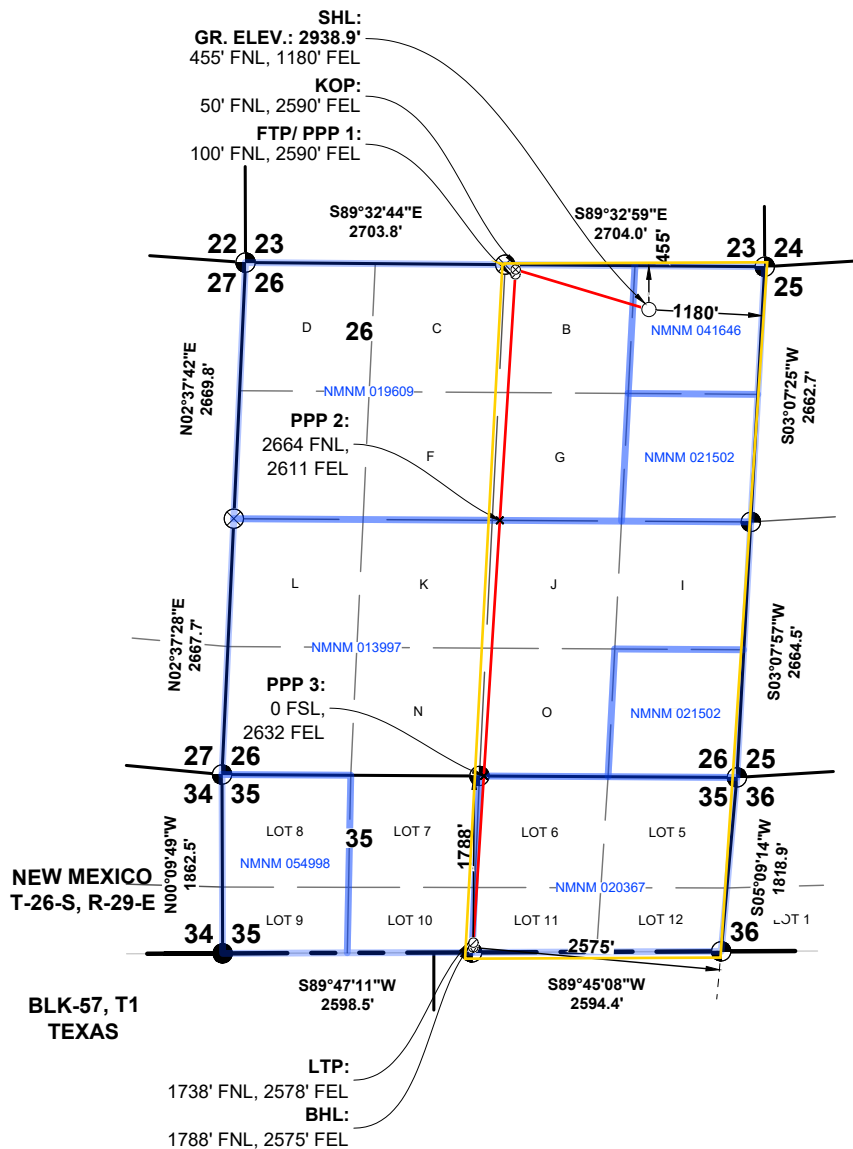 SHL:
GR. ELEV.: 2938.9'
455' FNL, 1180' FEL
KOP:
50' FNL, 2590' FEL
FTP/ PPP 1:
100' FNL, 2590' FEL
S89°32'44"E
2703.8'
S89°32'59"E
2704.0'
455'
22 23
27 26
23 24
25
1180'
D
26
C
B
NMNM 041646
N02°37'42"E
2669.8'
S03°07'25"W
2662.7'
NMNM 019609
PPP 2:
2664 FNL,
2611 FEL
F
G
NMNM 021502
L
K
J
I
N02°37'28"E
2667.7'
S03°07'57"W
2664.5'
NMNM 013997
PPP 3:
0 FSL,
2632 FEL
N
O
NMNM 021502
27 26
34 35
26 25
35 36
LOT 8
35
LOT 7
1788'
LOT 6
LOT 5
N00°09'49"W
1862.5'
S05°09'14"W
1818.9'
NMNM 054998
NMNM 020367
NEW MEXICO
T-26-S, R-29-E
LOT 9
LOT 10
LOT 11
LOT 12
LOT 1
34 35
2575'
36
S89°47'11"W
2598.5'
S89°45'08"W
2594.4'
BLK-57, T1
TEXAS
LTP:
1738' FNL, 2578' FEL
BHL:
1788' FNL, 2575' FEL